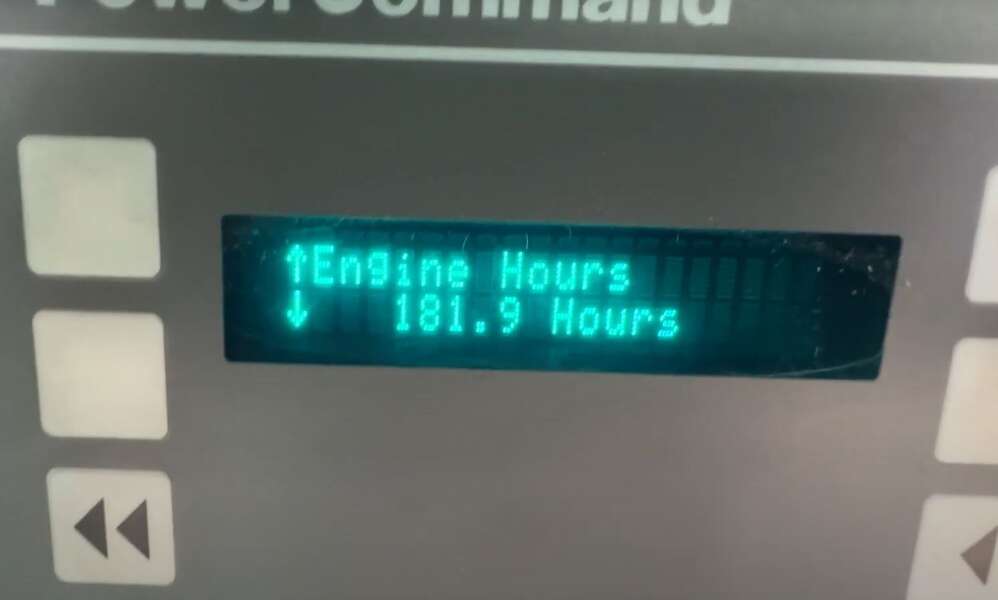 PowerCommand
↑Engine Hours
↓ 181.9 Hours